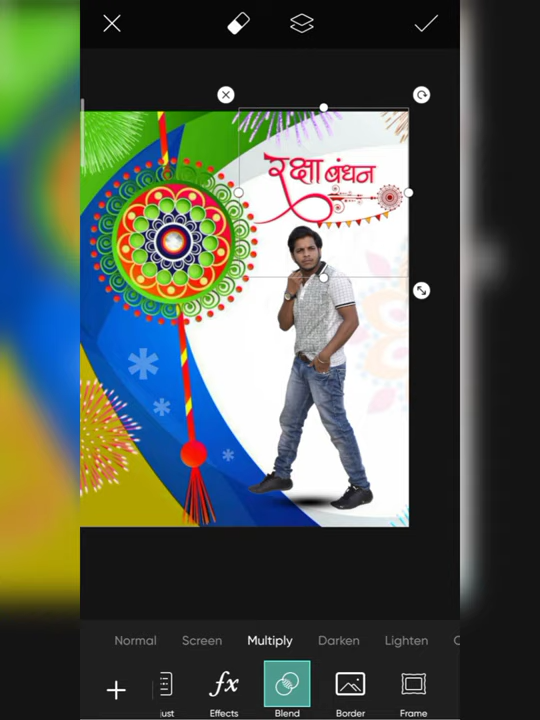 रक्षा बंधन
Normal Screen Multiply Darken Lighten
Effects Blend Border Frame